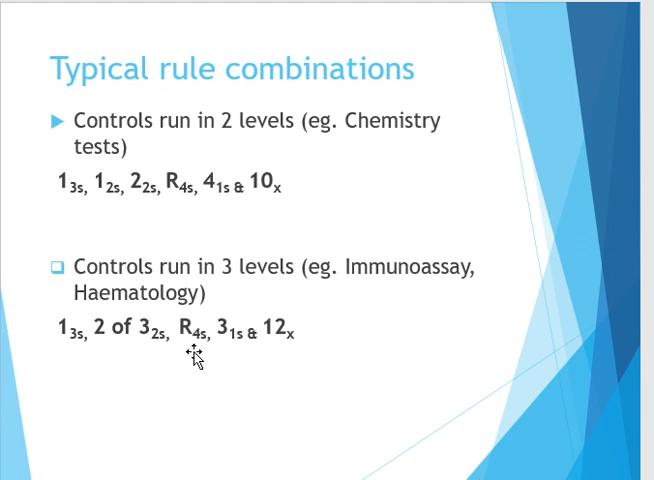 Typical rule combinations
Controls run in 2 levels (eg. Chemistry
tests)
1₃ₛ, 1₂ₛ, 2₂ₛ, R₄ₛ, 4₁ₛ & 10ₓ
Controls run in 3 levels (eg. Immunoassay,
Haematology)
1₃ₛ, 2 of 3₂ₛ, R₄ₛ, 3₁ₛ & 12ₓ